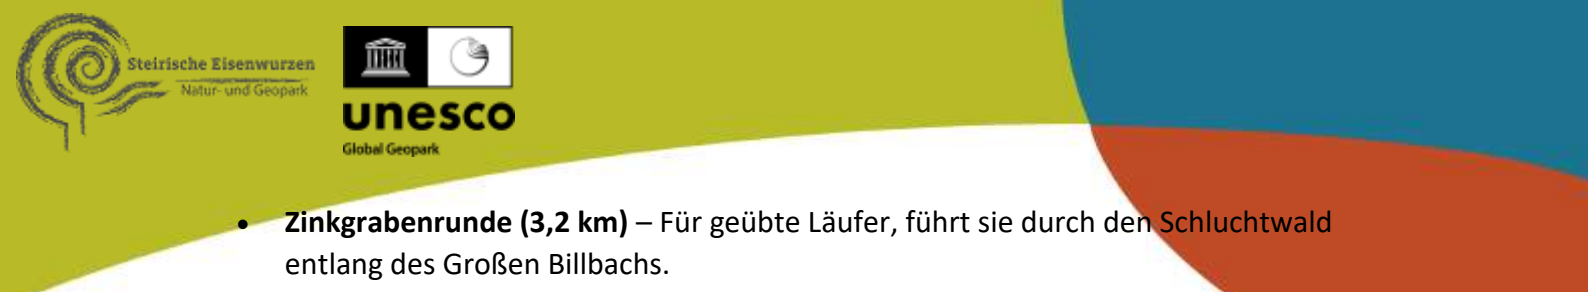 Steirische Eisenwurzen
Natur- und Geopark
unesco
Global Geopark
• Zinkgrabenrunde (3,2 km) – Für geübte Läufer, führt sie durch den Schluchtwald
entlang des Großen Billbachs.